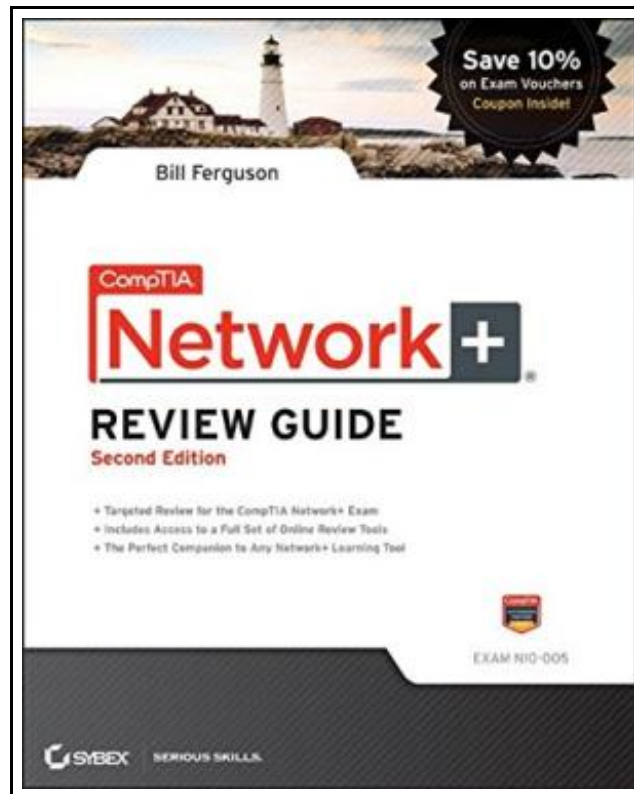 Save 10%
on Exam Vouchers
Coupon Inside!
Bill Ferguson
CompTIA
Network+®
REVIEW GUIDE
Second Edition
+ Targeted Review for the CompTIA Network+ Exam
+ Includes Access to a Full Set of Online Review Tools
+ The Perfect Companion to Any Network+ Learning Tool
CompTIA
EXAM N10-005
SYBEX
SERIOUS SKILLS.